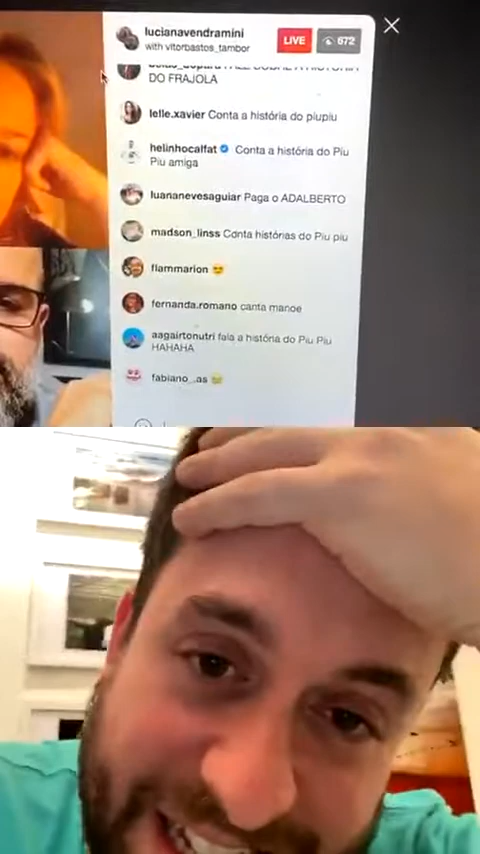 lucianavendramini
with vitorbastos_tambor
LIVE
672
DO FRAJOLA
lelle.xavier Conta a história do piupiu
helinhocalfat Conta a história do Piu
Piu amiga
luananevesaguiar Paga o ADALBERTO
madson_linss Conta histórias do Piu piu
flammarion 😄
fernanda.romano canta manoe
aagairtonutri fala a história do Piu Piu
HAHAHA
fabiano_.as